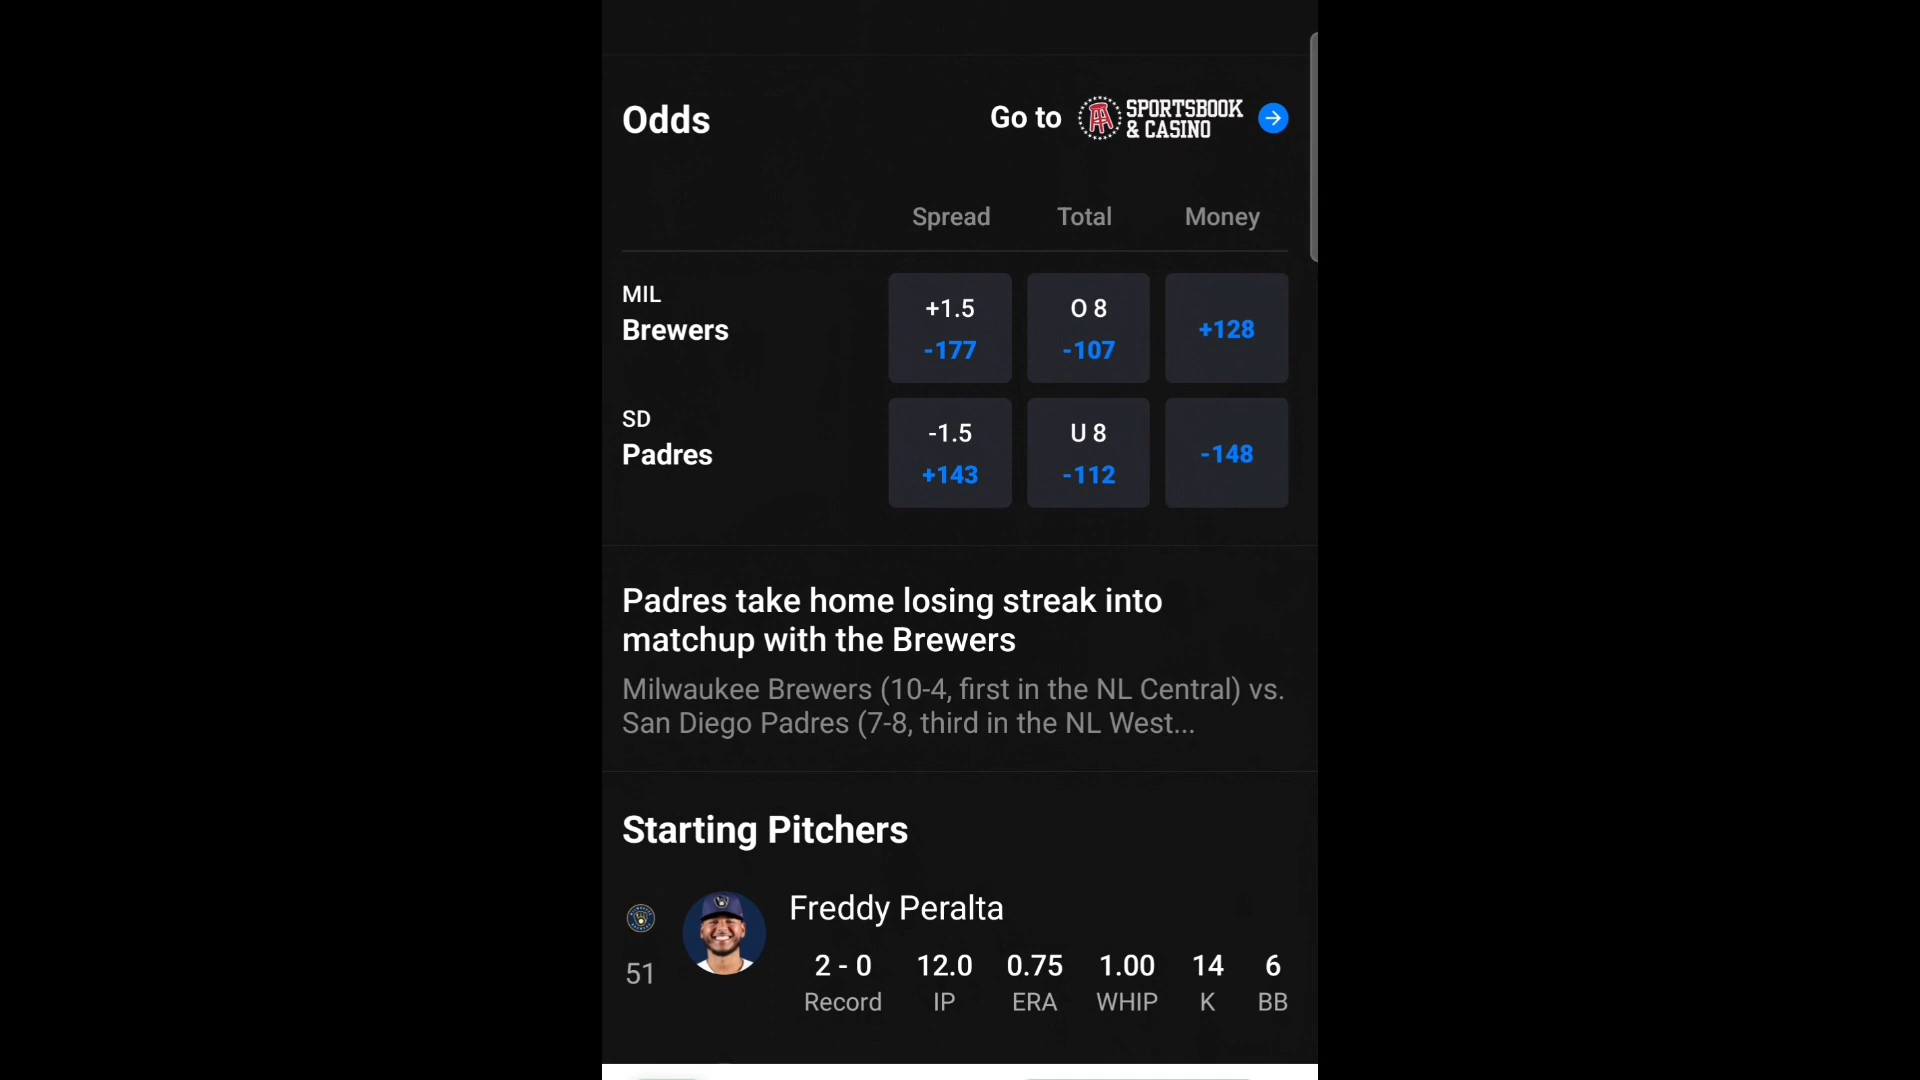 Odds
Go to SPORTSBOOK & CASINO
Spread Total Money
MIL
Brewers
+1.5 O 8 +128
-177 -107
SD
Padres
-1.5 U 8 -148
+143 -112
Padres take home losing streak into
matchup with the Brewers
Milwaukee Brewers (10-4, first in the NL Central) vs.
San Diego Padres (7-8, third in the NL West...
Starting Pitchers
51
Freddy Peralta
2 - 0 12.0 0.75 1.00 14 6
Record IP ERA WHIP K BB